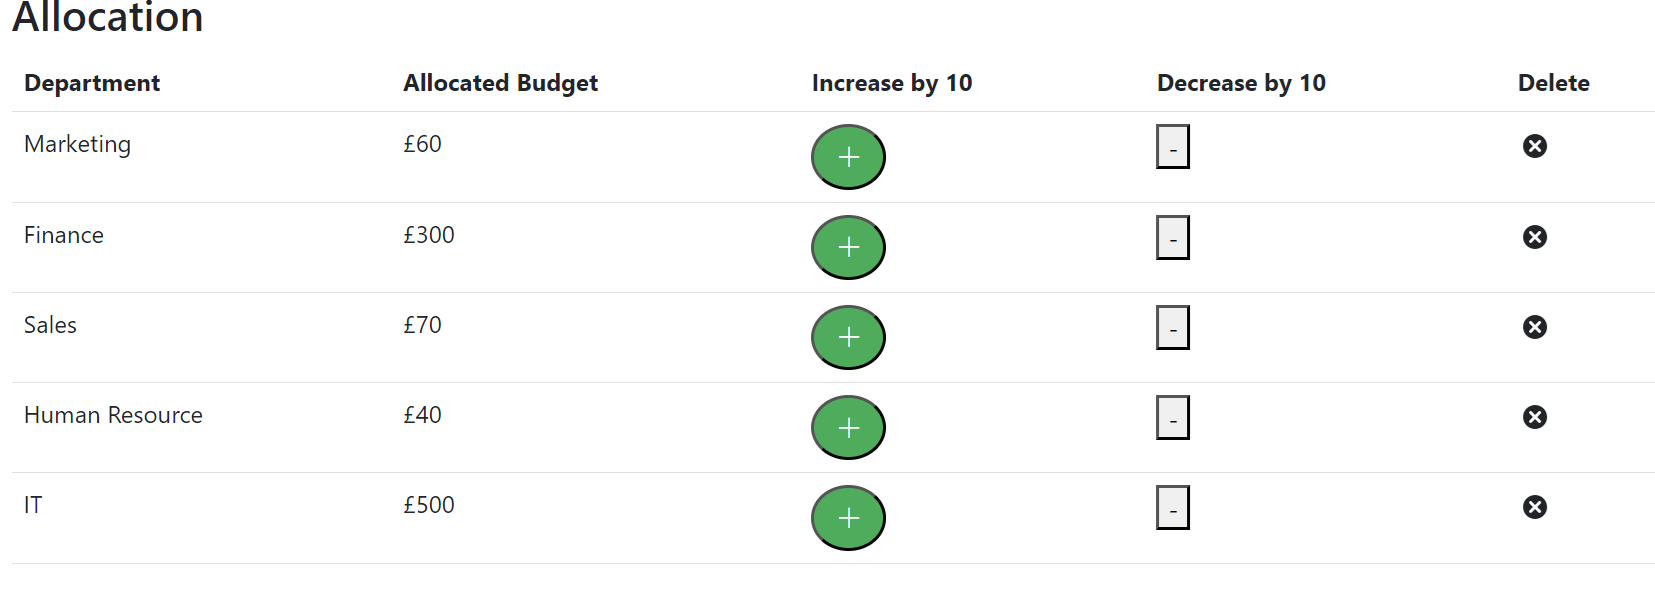 Allocation
Department Allocated Budget Increase by 10 Decrease by 10 Delete
Marketing £60 + -
Finance £300 + -
Sales £70 + -
Human Resource £40 + -
IT £500 + -